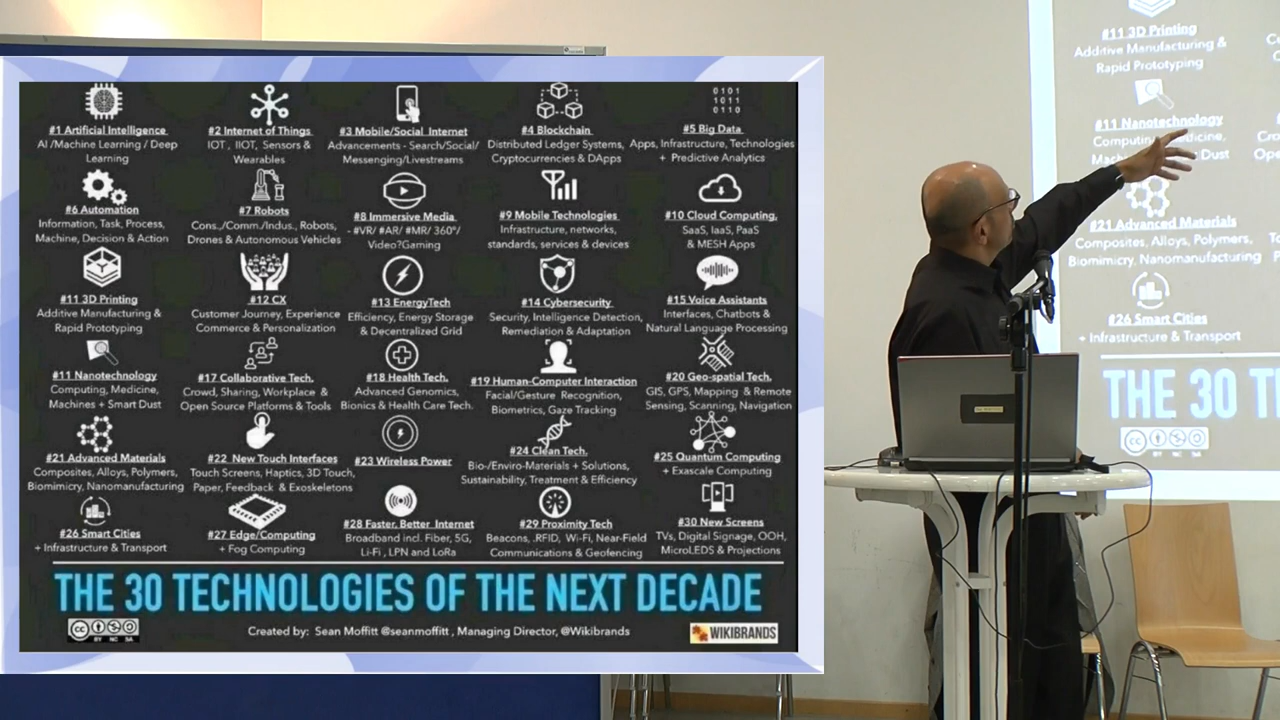 0101
1011
0110
#1 Artificial Intelligence
AI /Machine Learning / Deep
Learning
#2 Internet of Things
IOT , IIOT, Sensors &
Wearables
#3 Mobile/Social Internet
Advancements - Search/Social/
Messenging/Livestreams
#4 Blockchain
Distributed Ledger Systems,
Cryptocurrencies & DApps
#5 Big Data
Apps, Infrastructure, Technologies
+ Predictive Analytics
#6 Automation
Information, Task, Process,
Machine, Decision & Action
#7 Robots
Cons../Comm./Indus., Robots,
Drones & Autonomous Vehicles
#8 Immersive Media
- #VR/ #AR/ #MR/ 360°/
Video?Gaming
#9 Mobile Technologies
Infrastructure, networks,
standards, services & devices
#10 Cloud Computing,
SaaS, IaaS, PaaS
& MESH Apps
#11 3D Printing
Additive Manufacturing &
Rapid Prototyping
#12 CX
Customer Journey, Experience
Commerce & Personalization
#13 EnergyTech
Efficiency, Energy Storage
& Decentralized Grid
#14 Cybersecurity
Security, Intelligence Detection,
Remediation & Adaptation
#15 Voice Assistants
Interfaces, Chatbots &
Natural Language Processing
#11 Nanotechnology
Computing, Medicine,
Machines + Smart Dust
#17 Collaborative Tech.
Crowd, Sharing, Workplace &
Open Source Platforms & Tools
#18 Health Tech.
Advanced Genomics,
Bionics & Health Care Tech.
#19 Human-Computer Interaction
Facial/Gesture Recognition,
Biometrics, Gaze Tracking
#20 Geo-spatial Tech.
GIS, GPS, Mapping & Remote
Sensing, Scanning, Navigation
#21 Advanced Materials
Composites, Alloys, Polymers,
Biomimicry, Nanomanufacturing
#22 New Touch Interfaces
Touch Screens, Haptics, 3D Touch,
Paper, Feedback & Exoskeletons
#23 Wireless Power
#24 Clean Tech.
Bio-/Enviro-Materials + Solutions,
Sustainability, Treatment & Efficiency
#25 Quantum Computing
+ Exascale Computing
#26 Smart Cities
+ Infrastructure & Transport
#27 Edge/Computing
+ Fog Computing
#28 Faster, Better Internet
Broadband incl. Fiber, 5G,
Li-Fi , LPN and LoRa
#29 Proximity Tech
Beacons, .RFID, Wi-Fi, Near-Field
Communications & Geofencing
#30 New Screens
TVs, Digital Signage, OOH,
MicroLEDS & Projections
THE 30 TECHNOLOGIES OF THE NEXT DECADE
CC BY NC SA
Created by: Sean Moffitt @seanmoffitt , Managing Director, @Wikibrands
WIKIBRANDS
#11 3D Printing
Additive Manufacturing &
Rapid Prototyping
#11 Nanotechnology
Computing
Dust
#21 Advanced Materials
Composites, Alloys, Polymers,
Biomimicry, Nanomanufacturing
#26 Smart Cities
+ Infrastructure & Transport
THE 30
CC BY NC SA